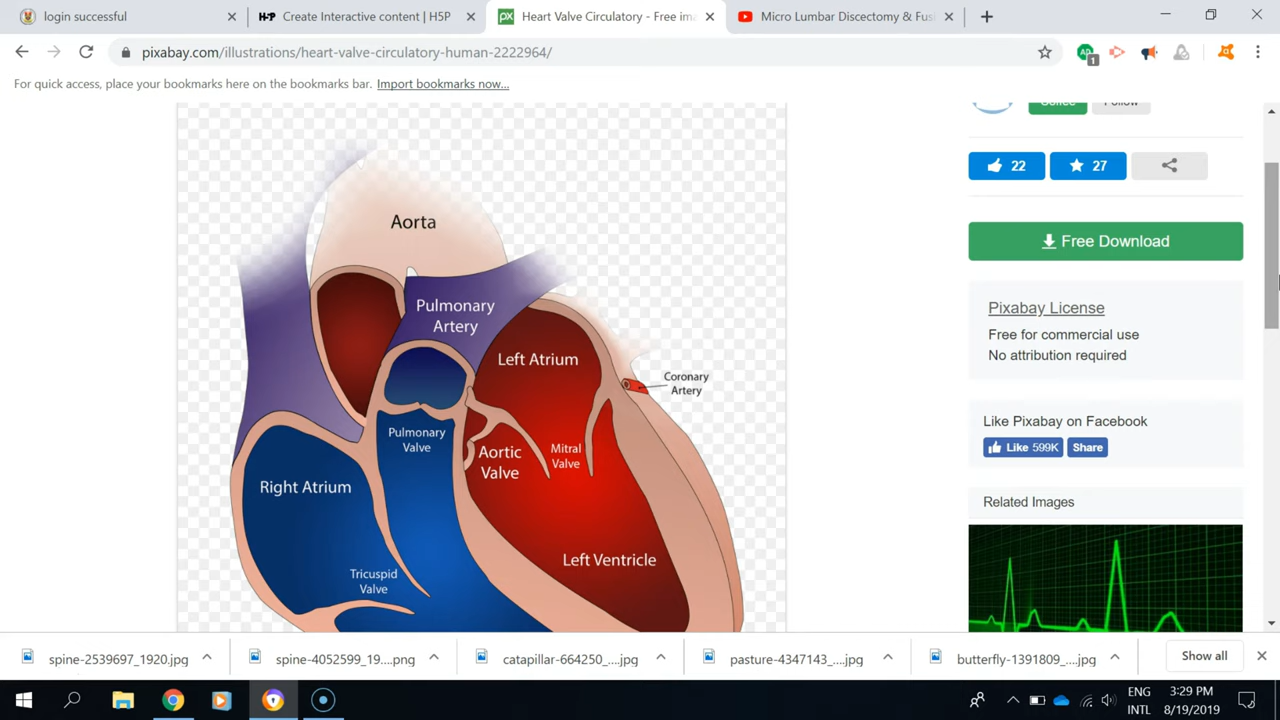 login successful
H-P Create Interactive content | H5P
px Heart Valve Circulatory - Free ima
Micro Lumbar Discectomy & Fus
pixabay.com/illustrations/heart-valve-circulatory-human-2222964/
1
For quick access, place your bookmarks here on the bookmarks bar. Import bookmarks now...
Coffee Follow
22 27
Free Download
Pixabay License
Free for commercial use
No attribution required
Like Pixabay on Facebook
Like 599K Share
Related Images
Aorta
Pulmonary
Artery
Left Atrium
Coronary
Artery
Pulmonary
Valve
Aortic
Valve
Mitral
Valve
Right Atrium
Left Ventricle
Tricuspid
Valve
spine-2539697_1920.jpg
spine-4052599_19....png
catapillar-664250_....jpg
pasture-4347143_....jpg
butterfly-1391809_....jpg
Show all
ENG
INTL
3:29 PM
8/19/2019